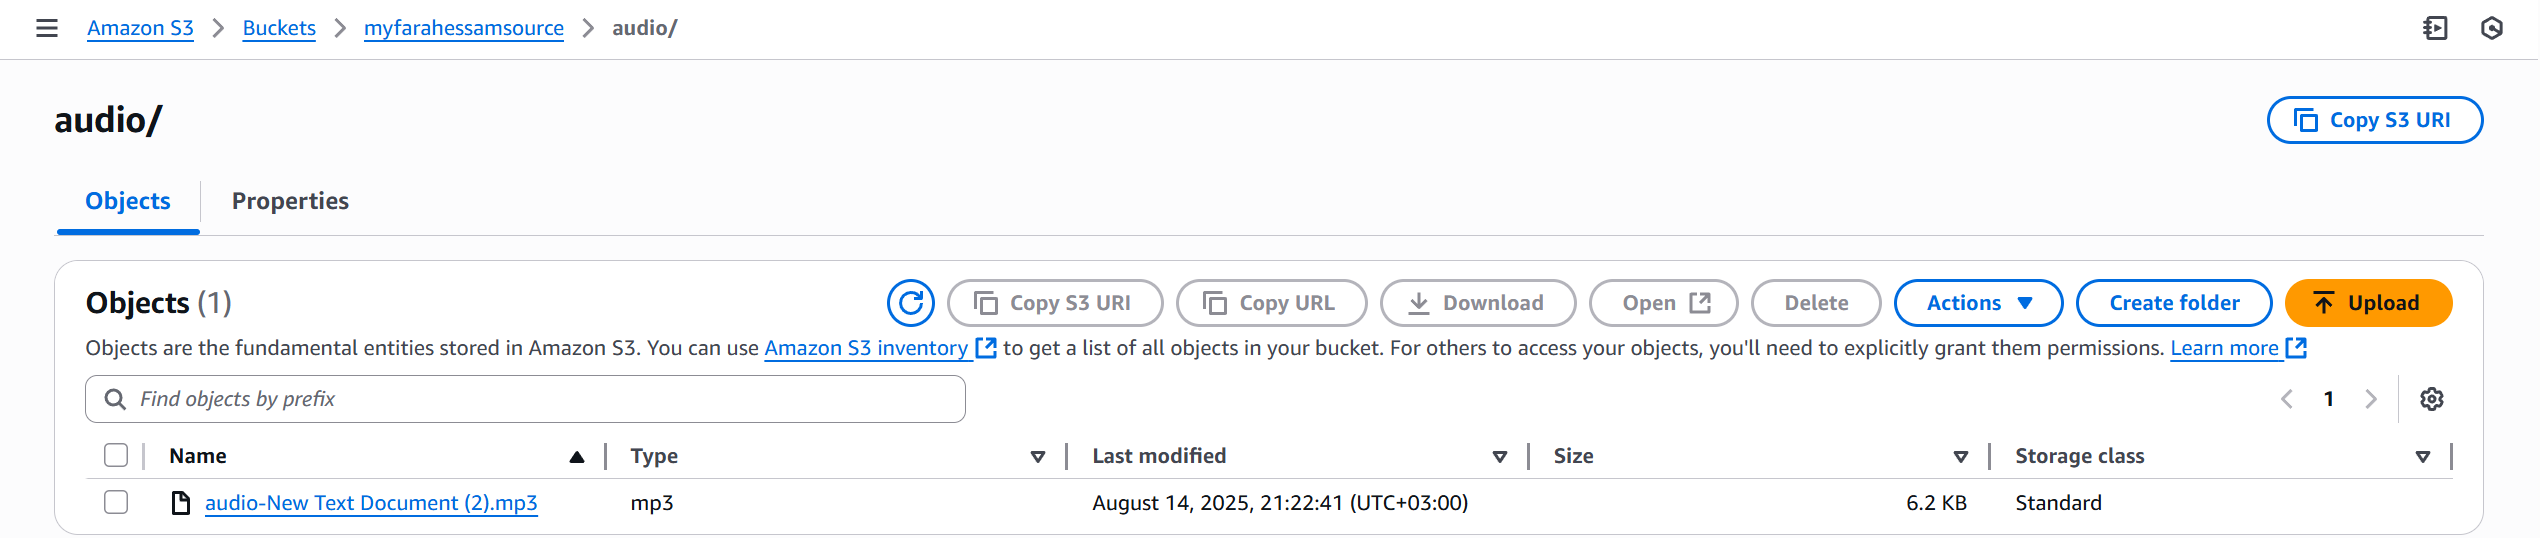 Amazon S3 > Buckets > myfarahessamsource > audio/
audio/
Copy S3 URI
Objects Properties
Objects (1)
Copy S3 URI Copy URL Download Open Delete Actions Create folder Upload
Objects are the fundamental entities stored in Amazon S3. You can use Amazon S3 inventory to get a list of all objects in your bucket. For others to access your objects, you'll need to explicitly grant them permissions. Learn more
Find objects by prefix
1
Name Type Last modified Size Storage class
audio-New Text Document (2).mp3 mp3 August 14, 2025, 21:22:41 (UTC+03:00) 6.2 KB Standard